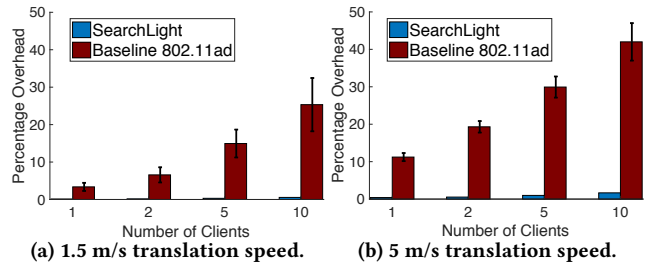 50
40
30
20
10
0
Percentage Overhead
SearchLight
Baseline 802.11ad
1 2 5 10
Number of Clients
(a) 1.5 m/s translation speed.
50
40
30
20
10
0
Percentage Overhead
SearchLight
Baseline 802.11ad
1 2 5 10
Number of Clients
(b) 5 m/s translation speed.